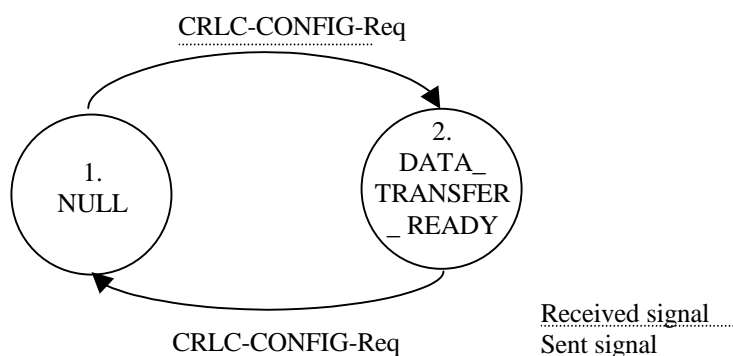 CRLC-CONFIG-Req
1.
NULL
2.
DATA_
TRANSFER
_ READY
CRLC-CONFIG-Req
Received signal
Sent signal